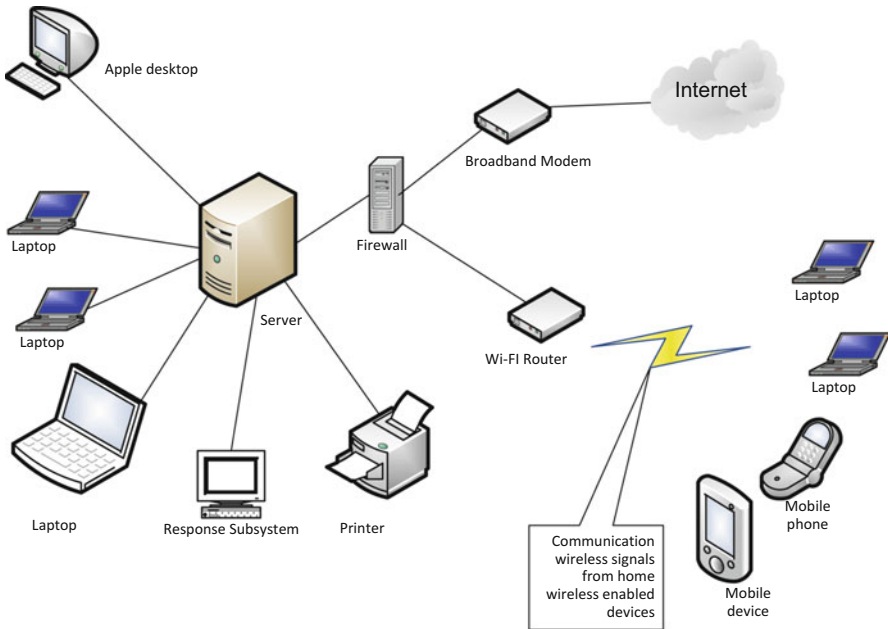 Apple desktop
Internet
Broadband Modem
Laptop
Firewall
Laptop
Server
Laptop
Laptop
Wi-FI Router
Laptop
Laptop
Response Subsystem
Printer
Mobile
phone
Communication
wireless signals
from home
wireless enabled
devices
Mobile
device